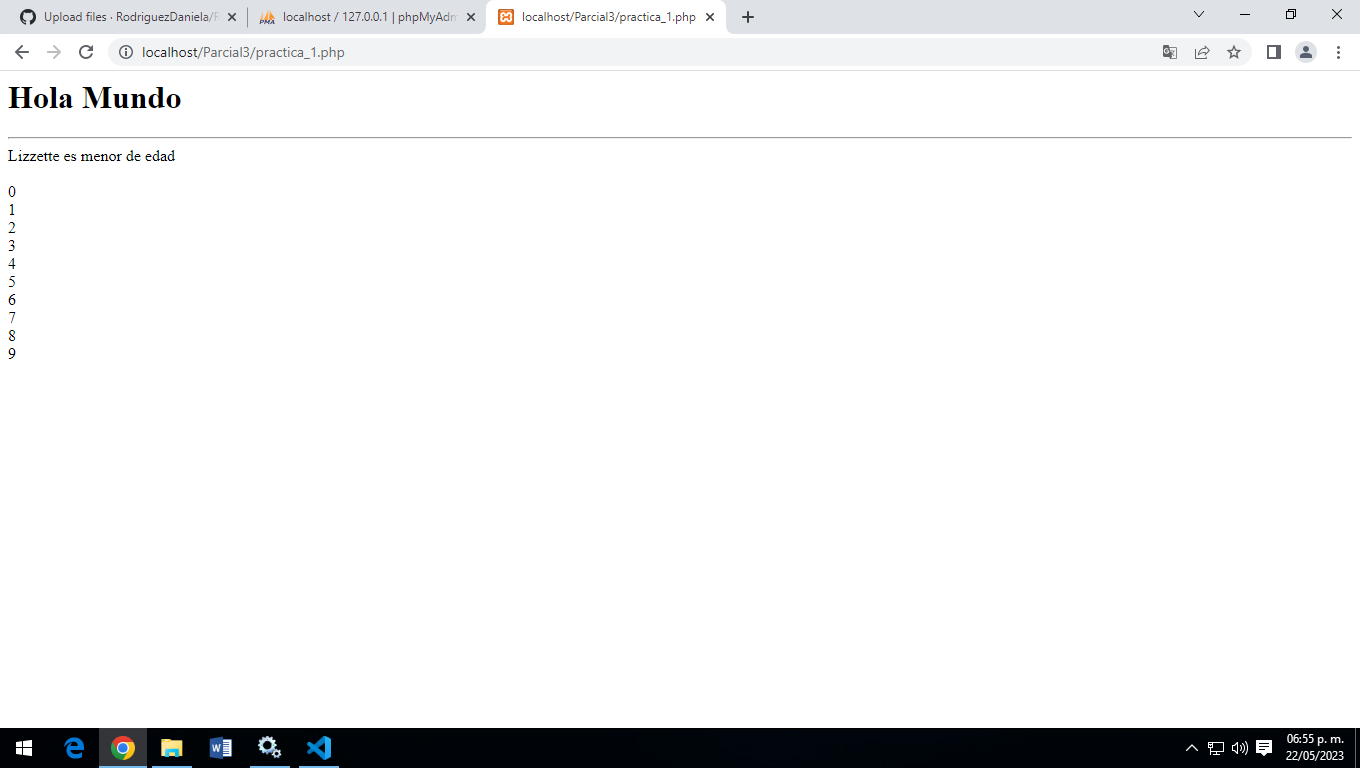 Upload files · RodriguezDaniela/
localhost / 127.0.0.1 | phpMyAdm
localhost/Parcial3/practica_1.php
localhost/Parcial3/practica_1.php
Hola Mundo
Lizzette es menor de edad
0
1
2
3
4
5
6
7
8
9
06:55 p. m.
22/05/2023